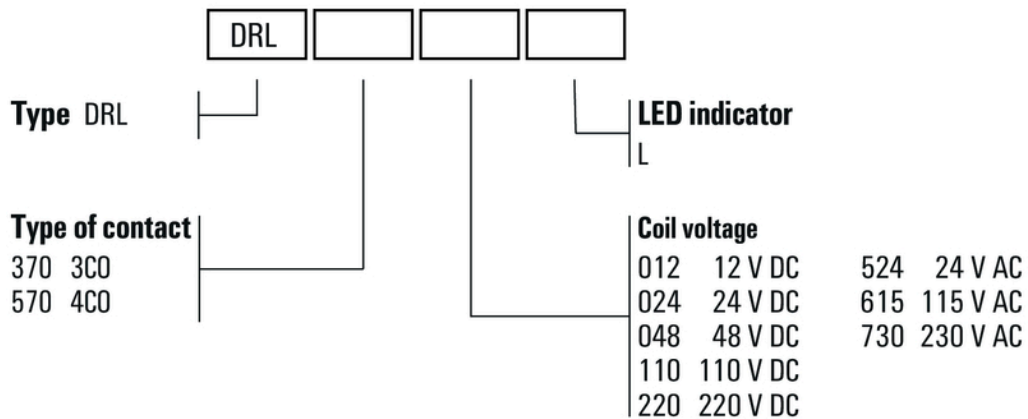 DRL
Type DRL
LED indicator
L
Type of contact
370 3CO
570 4CO
Coil voltage
012 12 V DC 524 24 V AC
024 24 V DC 615 115 V AC
048 48 V DC 730 230 V AC
110 110 V DC
220 220 V DC